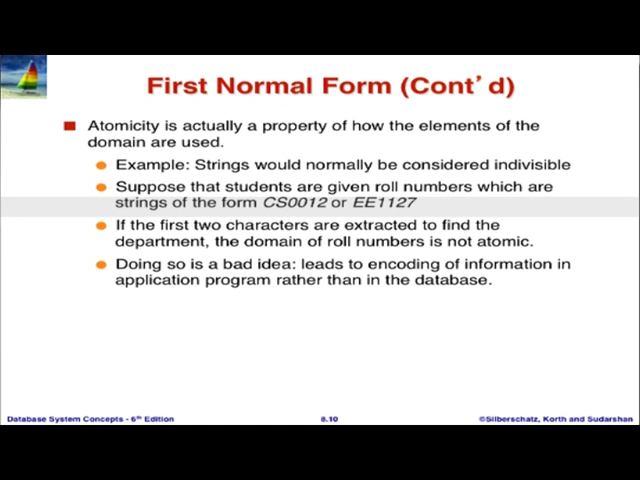 First Normal Form (Cont’d)
Atomicity is actually a property of how the elements of the
domain are used.
Example: Strings would normally be considered indivisible
Suppose that students are given roll numbers which are
strings of the form CS0012 or EE1127
If the first two characters are extracted to find the
department, the domain of roll numbers is not atomic.
Doing so is a bad idea: leads to encoding of information in
application program rather than in the database.
Database System Concepts - 6th Edition
8.10
©Silberschatz, Korth and Sudarshan